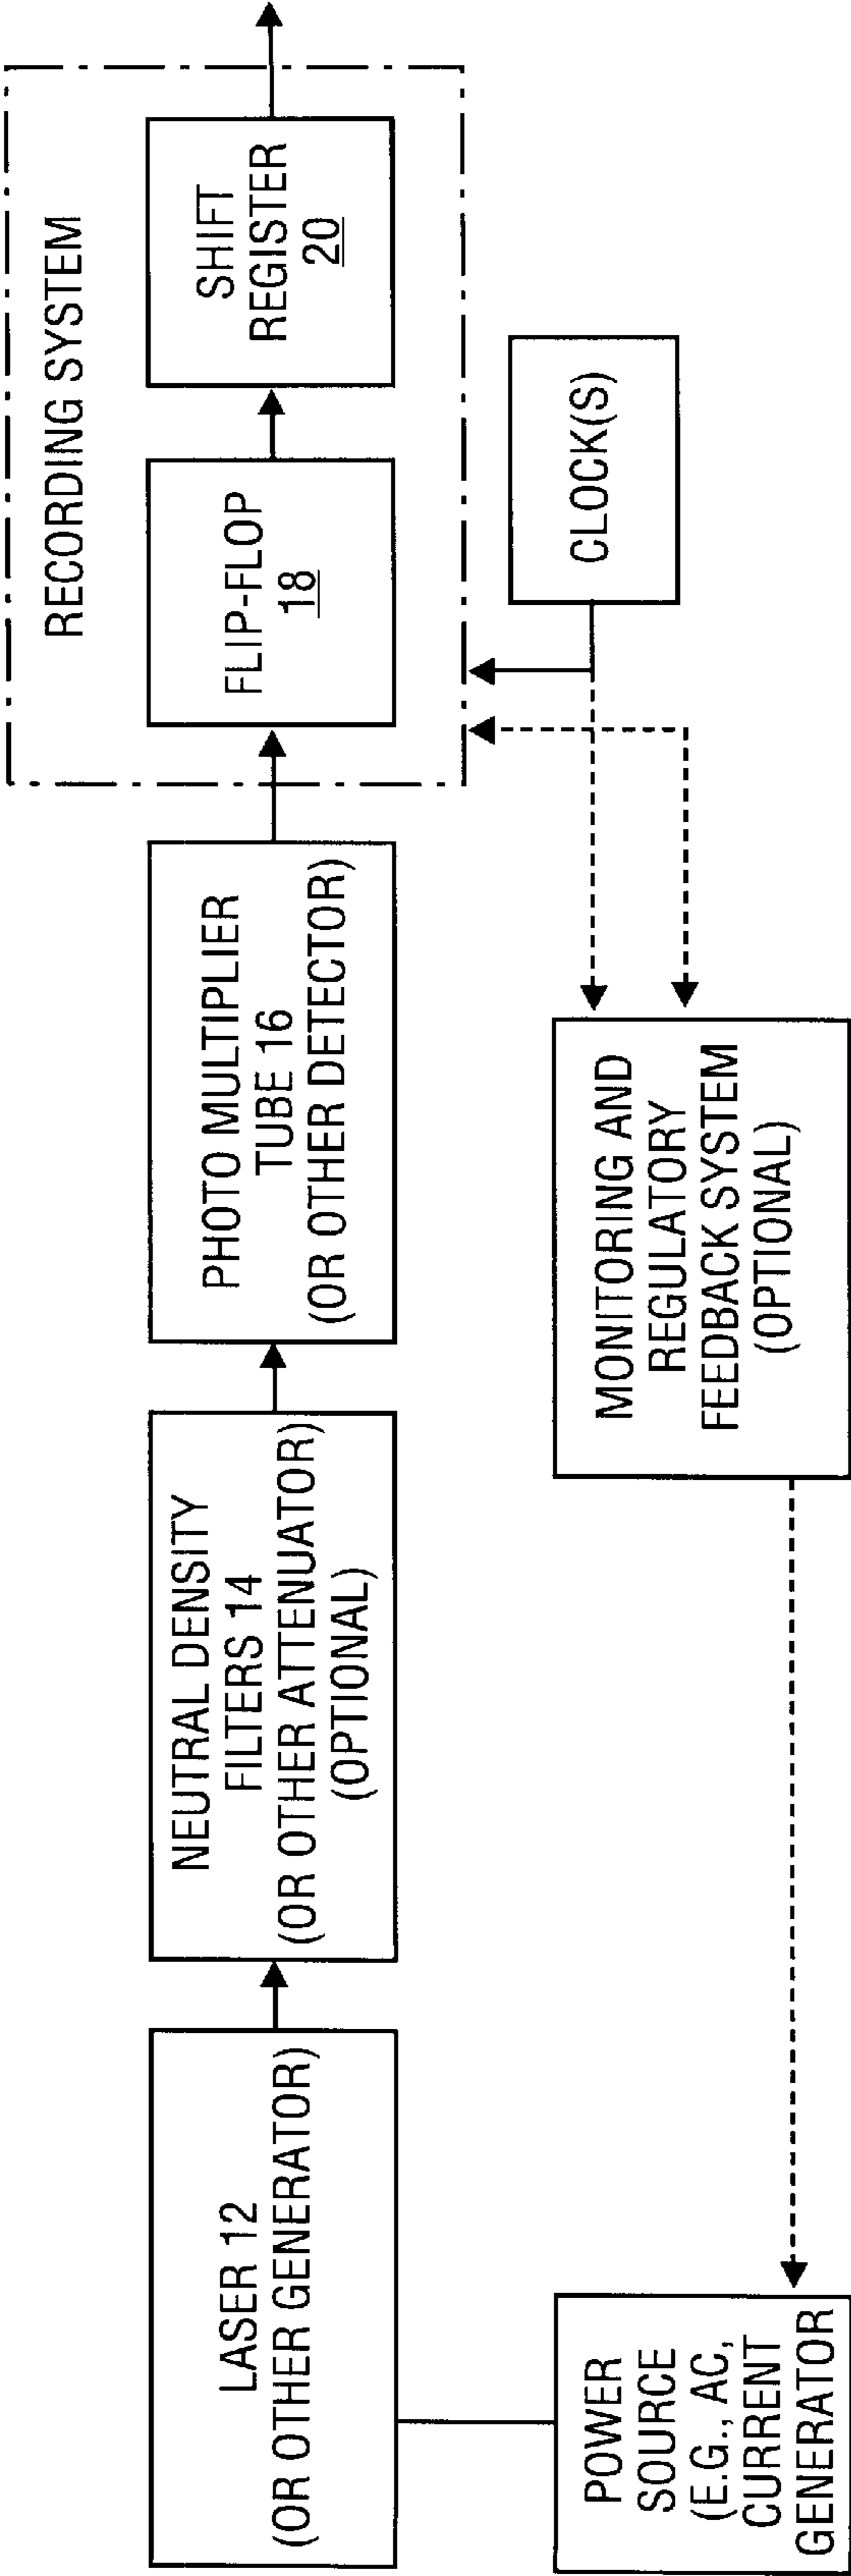 RECORDING SYSTEM
LASER 12
(OR OTHER GENERATOR)
NEUTRAL DENSITY
FILTERS 14
(OR OTHER ATTENUATOR)
(OPTIONAL)
PHOTO MULTIPLIER
TUBE 16
(OR OTHER DETECTOR)
FLIP-FLOP
18
SHIFT
REGISTER
20
POWER
SOURCE
(E.G., AC,
CURRENT
GENERATOR
MONITORING AND
REGULATORY
FEEDBACK SYSTEM
(OPTIONAL)
CLOCK(S)